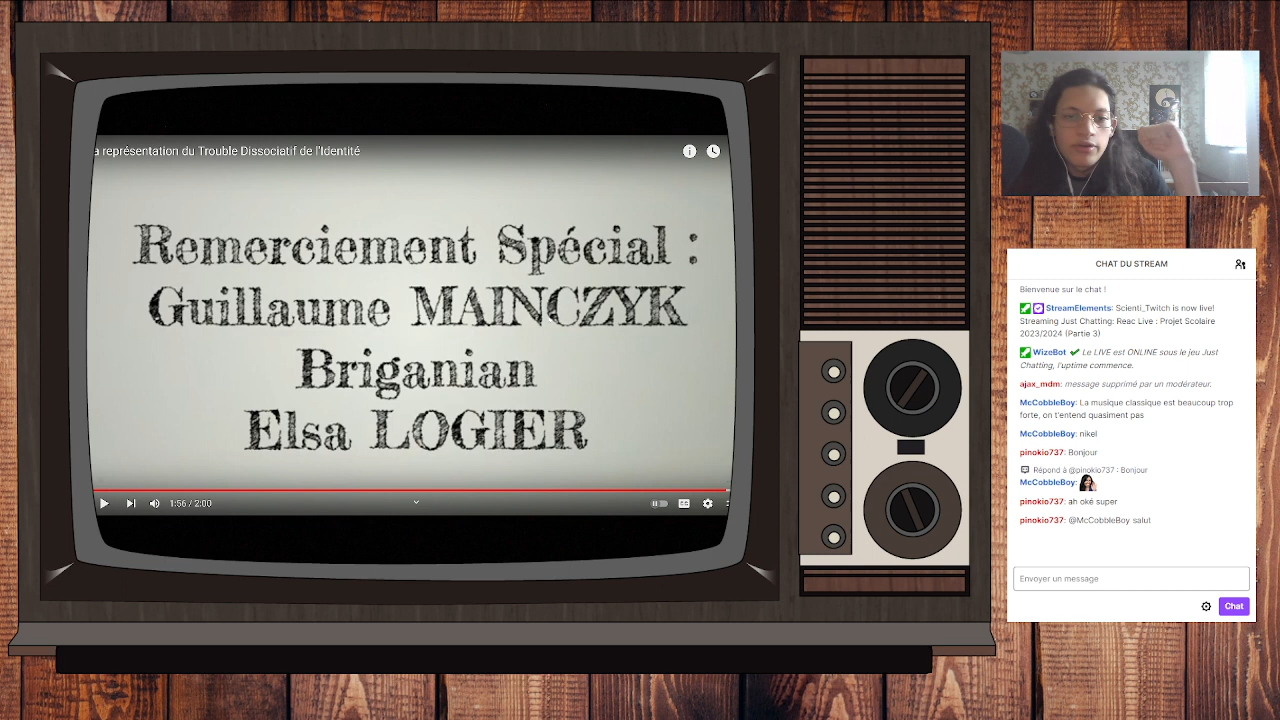 a représentation du Trouble Dissociatif de l'Identité
Remerciement Spécial :
Guillaume MAINCZYK
Briganian
Elsa LOGIER
1:56 / 2:00
CHAT DU STREAM
Bienvenue sur le chat !
StreamElements: Scienti_Twitch is now live!
Streaming Just Chatting: Reac Live : Projet Scolaire
2023/2024 (Partie 3)
WizeBot ✔ Le LIVE est ONLINE sous le jeu Just
Chatting, l'uptime commence.
ajax_mdm: message supprimé par un modérateur.
McCobbleBoy: La musique classique est beaucoup trop
forte, on t'entend quasiment pas
McCobbleBoy: nikel
pinokio737: Bonjour
Répond à @pinokio737 : Bonjour
McCobbleBoy:
pinokio737: ah oké super
pinokio737: @McCobbleBoy salut
Envoyer un message
Chat